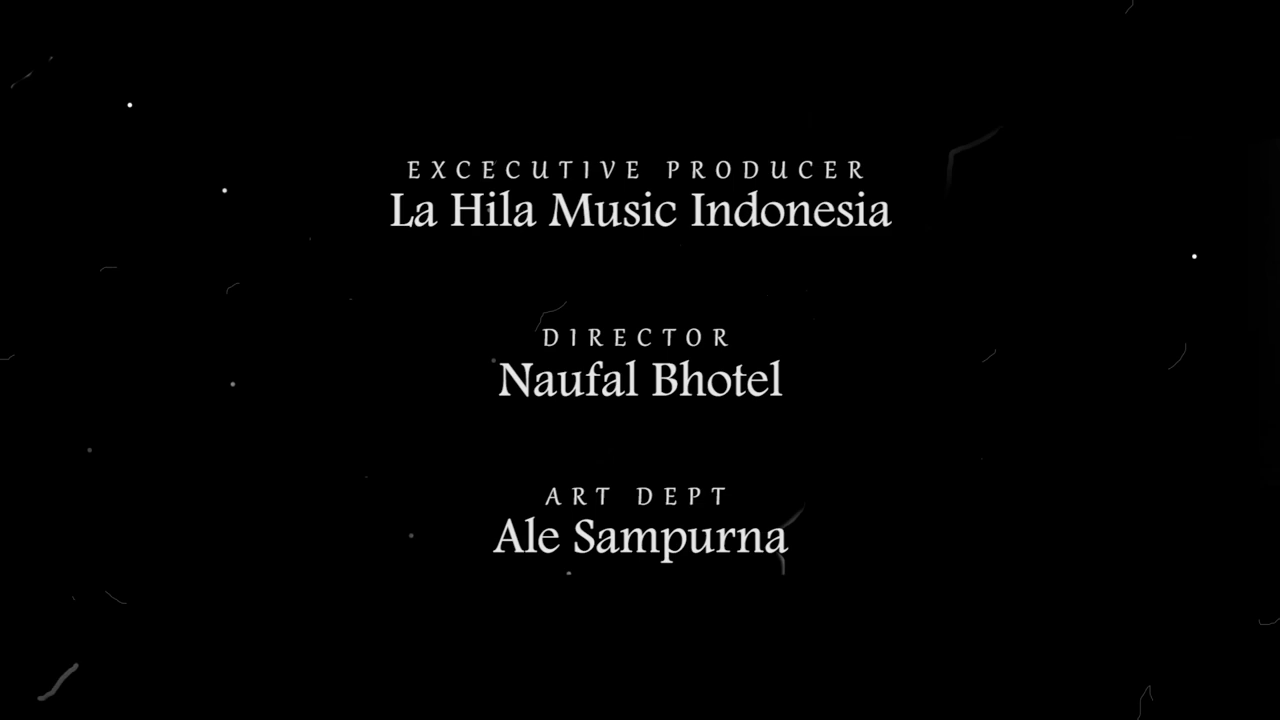 EXCECUTIVE PRODUCER
La Hila Music Indonesia
DIRECTOR
Naufal Bhotel
ART DEPT
Ale Sampurna